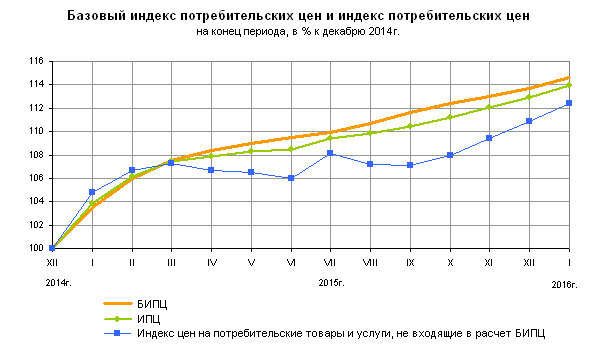 Базовый индекс потребительских цен и индекс потребительских цен
на конец периода, в % к декабрю 2014г.
116
114
112
110
108
106
104
102
100
XII I II III IV V VI VII VIII IX X XI XII I
2014г. 2015г. 2016г.
БИПЦ
ИПЦ
Индекс цен на потребительские товары и услуги, не входящие в расчет БИПЦ